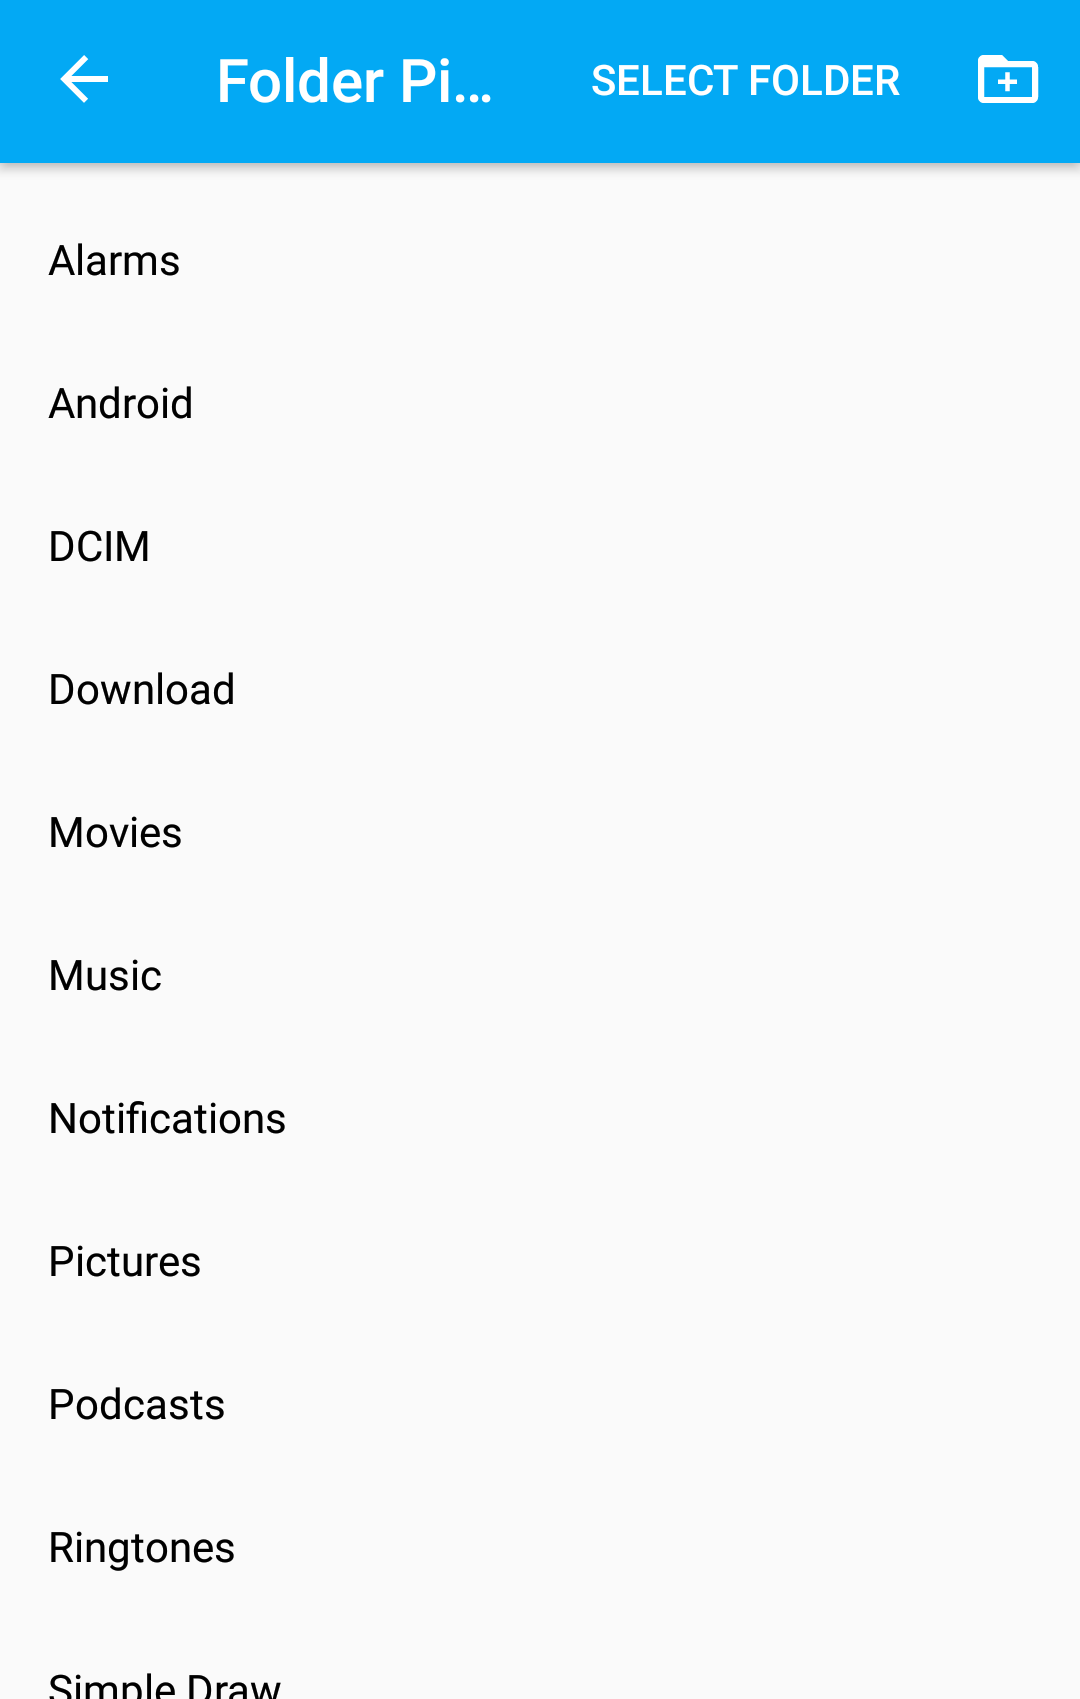 Folder Pi...
SELECT FOLDER
Alarms
Android
DCIM
Download
Movies
Music
Notifications
Pictures
Podcasts
Ringtones
Simple Draw